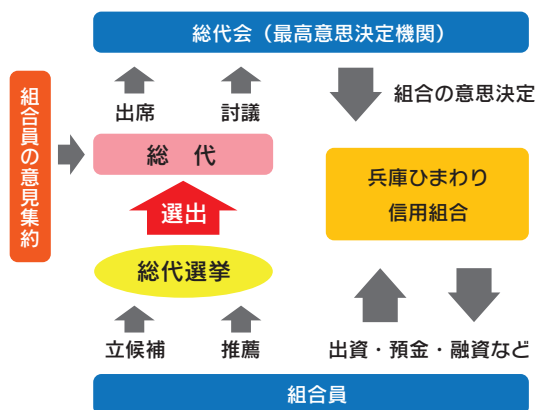 総代会（最高意思決定機関）
組合員の意見集約
出席
討議
組合の意思決定
総 代
兵庫ひまわり
信用組合
選出
総代選挙
立候補
推薦
出資・預金・融資など
組合員